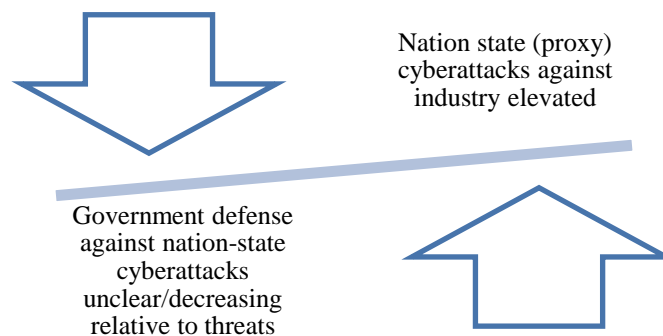 Nation state (proxy)
cyberattacks against
industry elevated
Government defense
against nation-state
cyberattacks
unclear/decreasing
relative to threats